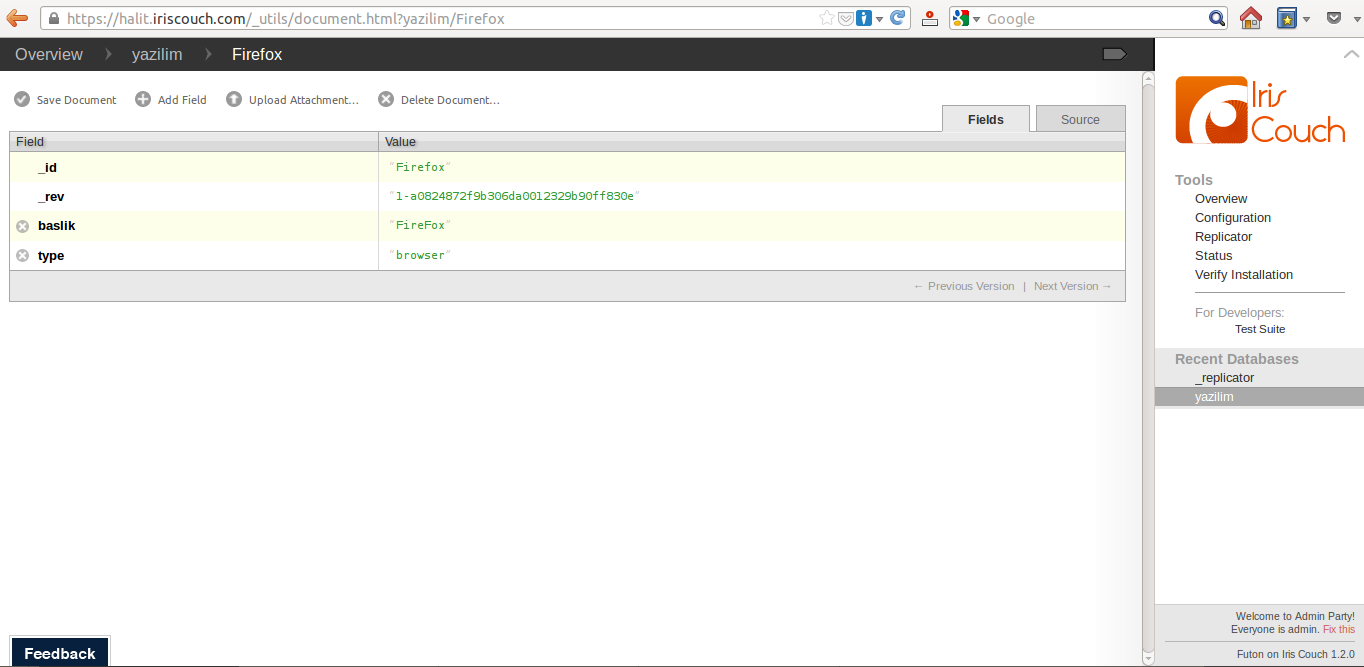 https://halit.iriscouch.com/_utils/document.html?yazilim/Firefox
Google
Overview yazilim Firefox
Save Document Add Field Upload Attachment... Delete Document...
Fields Source
Field Value
_id "Firefox"
_rev "1-a0824872f9b306da0012329b90ff830e"
baslik "FireFox"
type "browser"
← Previous Version | Next Version →
Iris
Couch
Tools
Overview
Configuration
Replicator
Status
Verify Installation
For Developers:
Test Suite
Recent Databases
_replicator
yazilim
Welcome to Admin Party!
Everyone is admin. Fix this
Futon on Iris Couch 1.2.0
Feedback